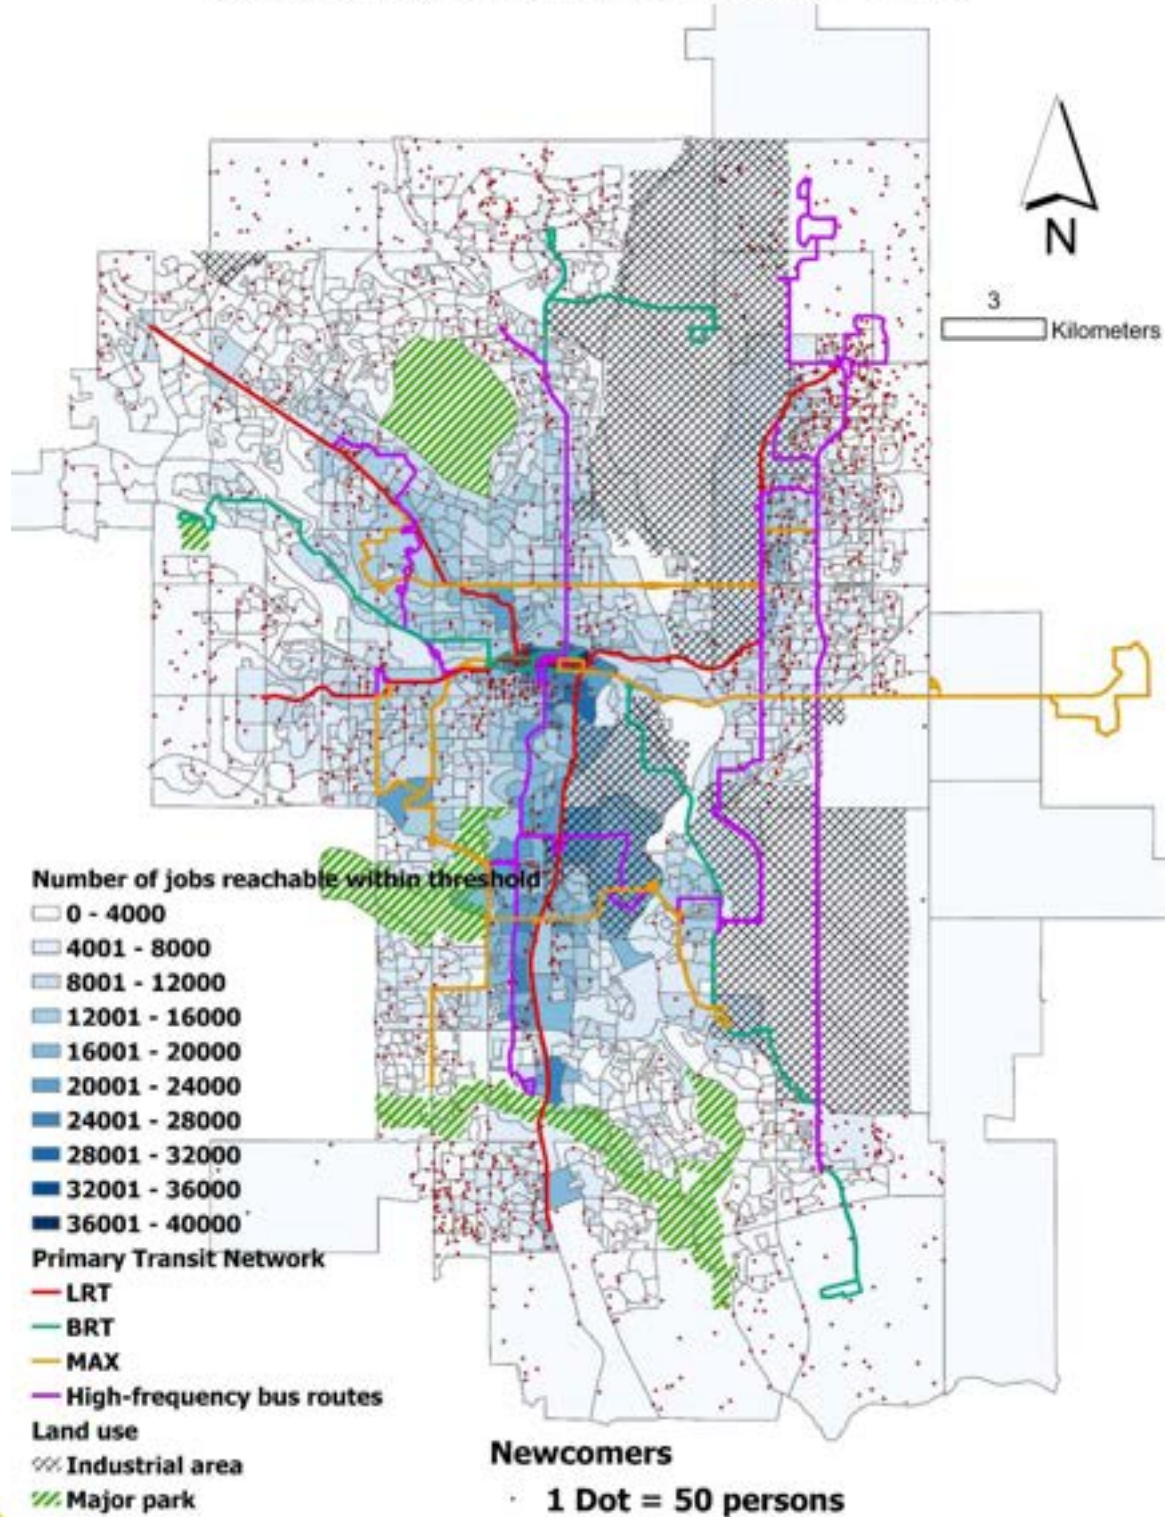 N
3
Kilometers
Number of jobs reachable within threshold
0 - 4000
4001 - 8000
8001 - 12000
12001 - 16000
16001 - 20000
20001 - 24000
24001 - 28000
28001 - 32000
32001 - 36000
36001 - 40000
Primary Transit Network
LRT
BRT
MAX
High-frequency bus routes
Land use
Industrial area
Major park
Newcomers
1 Dot = 50 persons